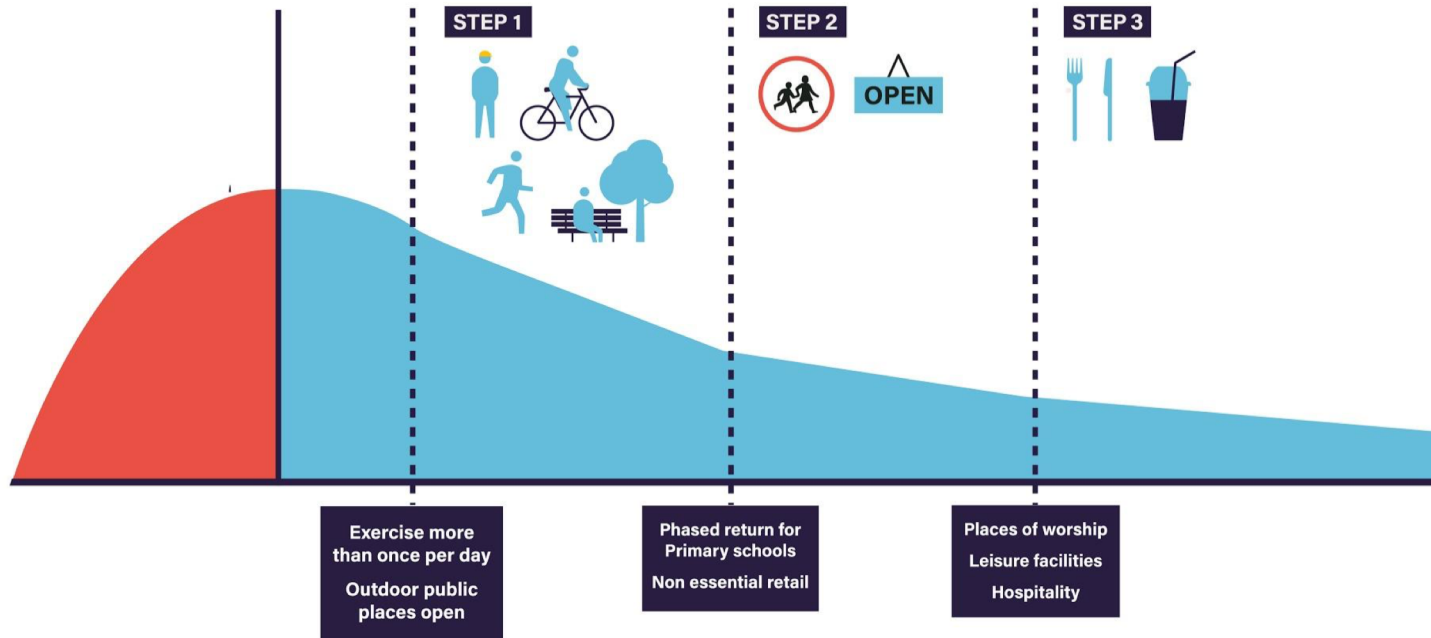 STEP 1
STEP 2
STEP 3
OPEN
Exercise more
than once per day
Outdoor public
places open
Phased return for
Primary schools
Non essential retail
Places of worship
Leisure facilities
Hospitality